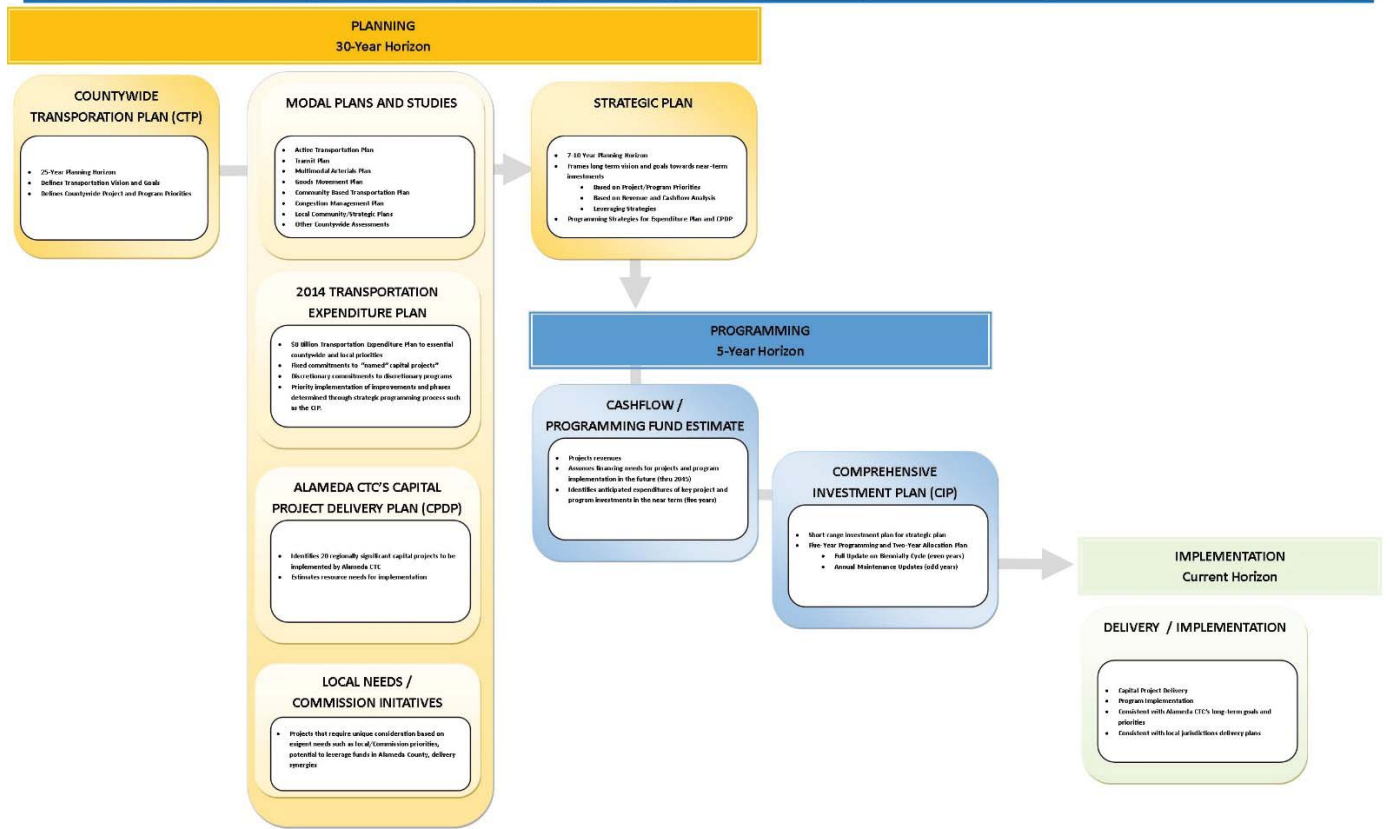 PLANNING
30-Year Horizon
COUNTYWIDE
TRANSPORATION PLAN (CTP)
• 25-Year Planning Horizon
• Defines Transportation Vision and Goals
• Defines Countywide Project and Program Priorities
MODAL PLANS AND STUDIES
• Active Transportation Plan
• Transit Plan
• Multimodal Arterials Plan
• Goods Movement Plan
• Community Based Transportation Plan
• Congestion Management Plan
• Local Community/Strategic Plans
• Other Countywide Assessments
2014 TRANSPORTATION
EXPENDITURE PLAN
• $8 Billion Transportation Expenditure Plan to essential
countywide and local priorities
• Fixed commitments to "named" capital projects"
• Discretionary commitments to discretionary programs
• Priority implementation of improvements and phases
determined through strategic programming process such
as the CIP.
ALAMEDA CTC'S CAPITAL
PROJECT DELIVERY PLAN (CPDP)
• Identifies 20 regionally significant capital projects to be
implemented by Alameda CTC
• Estimates resource needs for implementation
LOCAL NEEDS /
COMMISSION INITATIVES
• Projects that require unique consideration based on
exigent needs such as local/Commission priorities,
potential to leverage funds in Alameda County, delivery
synergies
STRATEGIC PLAN
• 7-10 Year Planning Horizon
• Frames long term vision and goals towards near-term
investments
• Based on Project/Program Priorities
• Based on Revenue and Cashflow Analysis
• Leveraging Strategies
• Programming Strategies for Expenditure Plan and CPDP
PROGRAMMING
5-Year Horizon
CASHFLOW /
PROGRAMMING FUND ESTIMATE
• Projects revenues
• Assumes financing needs for projects and program
implementation in the future (thru 2045)
• Identifies anticipated expenditures of key project and
program investments in the near term (five years)
COMPREHENSIVE
INVESTMENT PLAN (CIP)
• Short range investment plan for strategic plan
• Five-Year Programming and Two-Year Allocation Plan
• Full Update on Biennially Cycle (even years)
• Annual Maintenance Updates (odd years)
IMPLEMENTATION
Current Horizon
DELIVERY / IMPLEMENTATION
• Capital Project Delivery
• Program Implementation
• Consistent with Alameda CTC's long-term goals and
priorities
• Consistent with local jurisdictions delivery plans